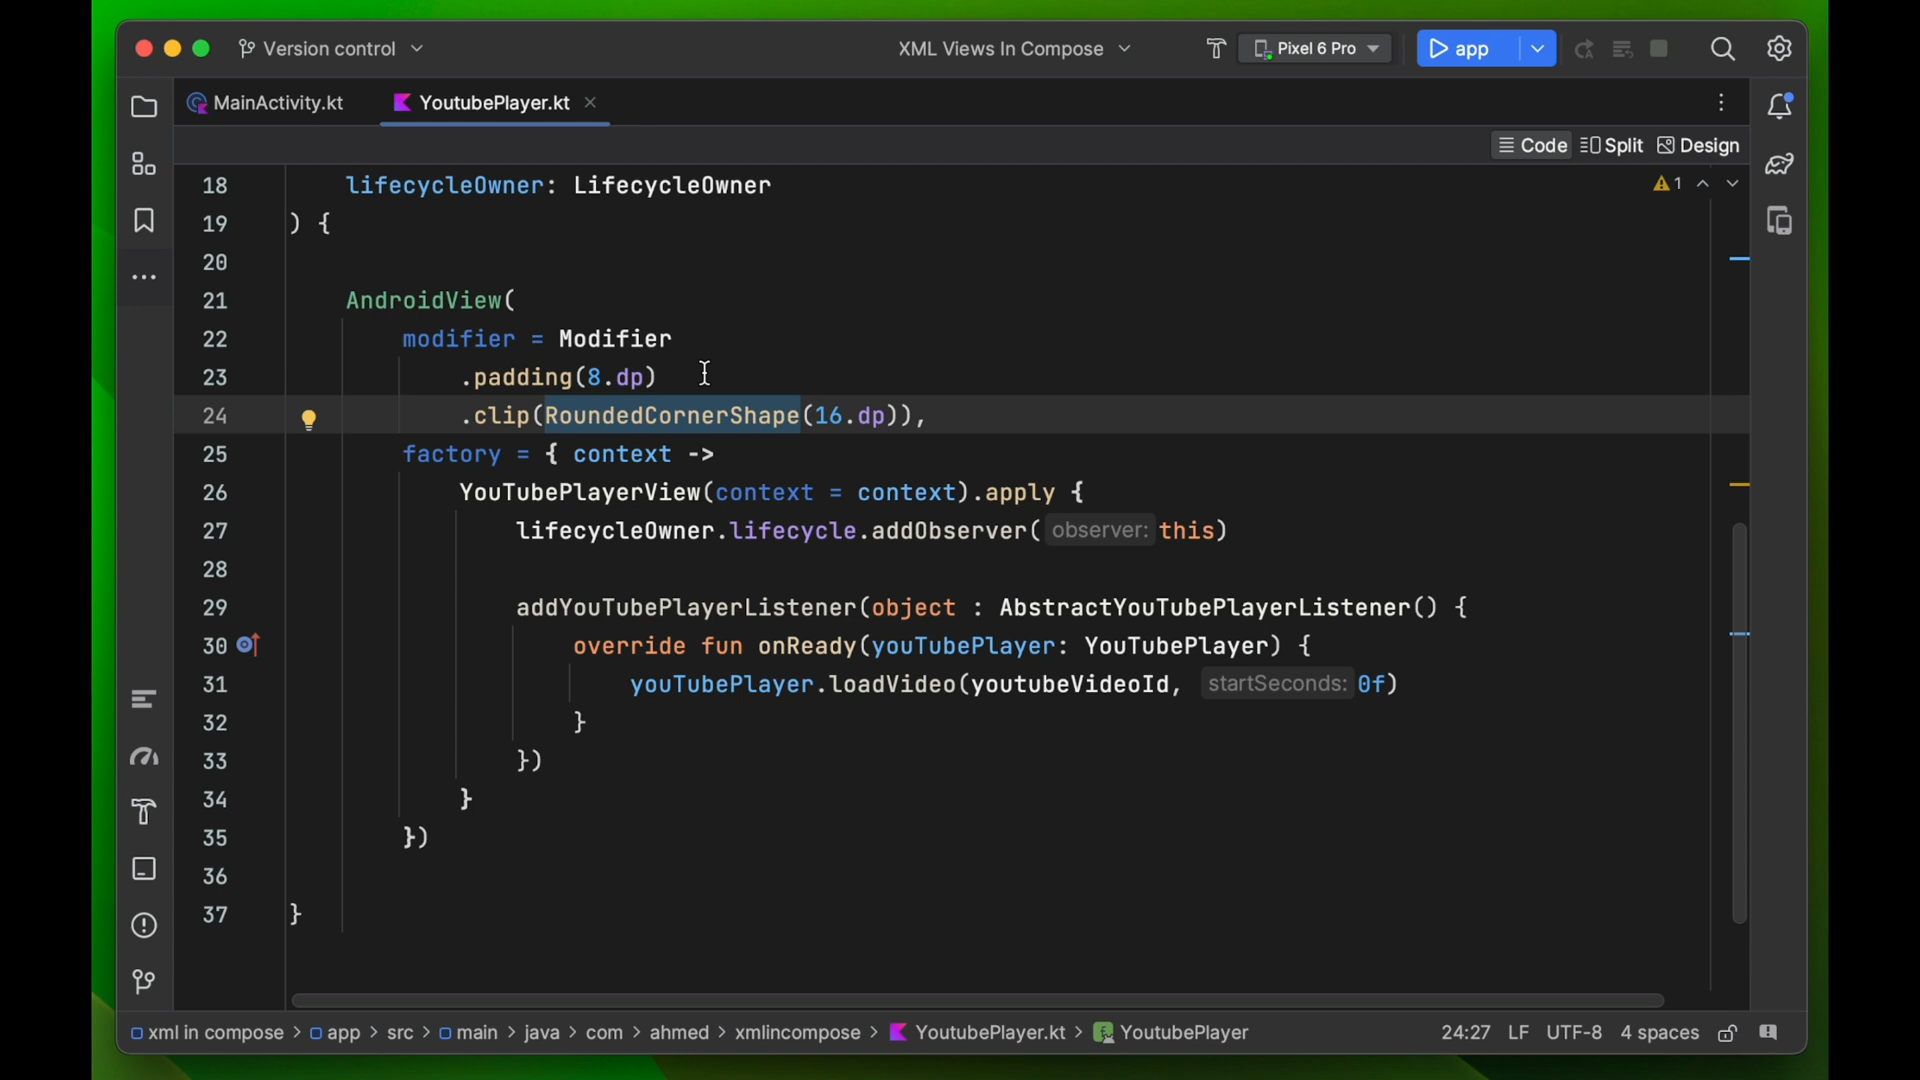 Version control
XML Views In Compose
Pixel 6 Pro
app
MainActivity.kt
YoutubePlayer.kt
Code
Split
Design
18 lifecycleOwner: LifecycleOwner
1
19 ) {
20
21 AndroidView(
22 modifier = Modifier
23 .padding(8.dp)
24 .clip(RoundedCornerShape(16.dp)),
25 factory = { context ->
26 YouTubePlayerView(context = context).apply {
27 lifecycleOwner.lifecycle.addObserver( observer: this)
28
29 addYouTubePlayerListener(object : AbstractYouTubePlayerListener() {
30 override fun onReady(youTubePlayer: YouTubePlayer) {
31 youTubePlayer.loadVideo(youtubeVideoId, startSeconds: 0f)
32 }
33 })
34 }
35 })
36
37 }
xml in compose > app > src > main > java > com > ahmed > xmlincompose > YoutubePlayer.kt > YoutubePlayer
24:27 LF UTF-8 4 spaces